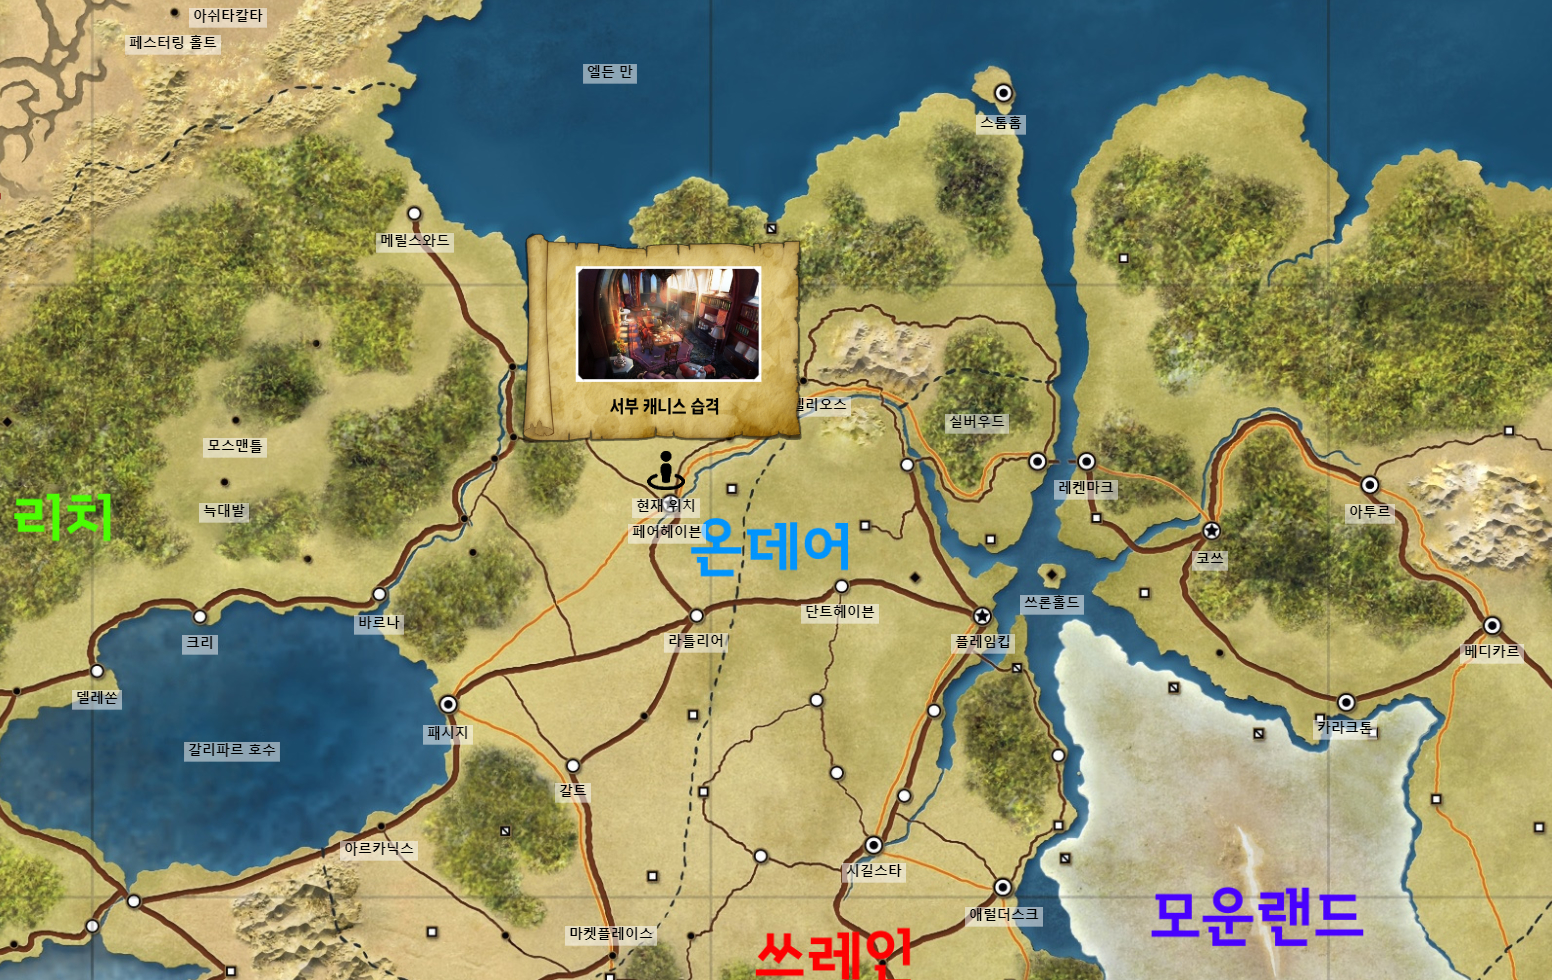 아쉬타칼타
페스터링 홀트
엘든 만
스톰홈
메릴스와드
서부 캐니스 습격
헬리오스
실버우드
모스맨틀
레켄마크
늑대발
리치
현재 위치
페어헤이븐
온데어
아투르
코쓰
쓰론홀드
단트헤이븐
바르나
크리
라틀리어
플레임킵
베디카르
델레쏜
패시지
카라크톤
갈리파르 호수
갈트
아르카닉스
시길스타
애럴더스크
모운랜드
마켓플레이스
쓰레인